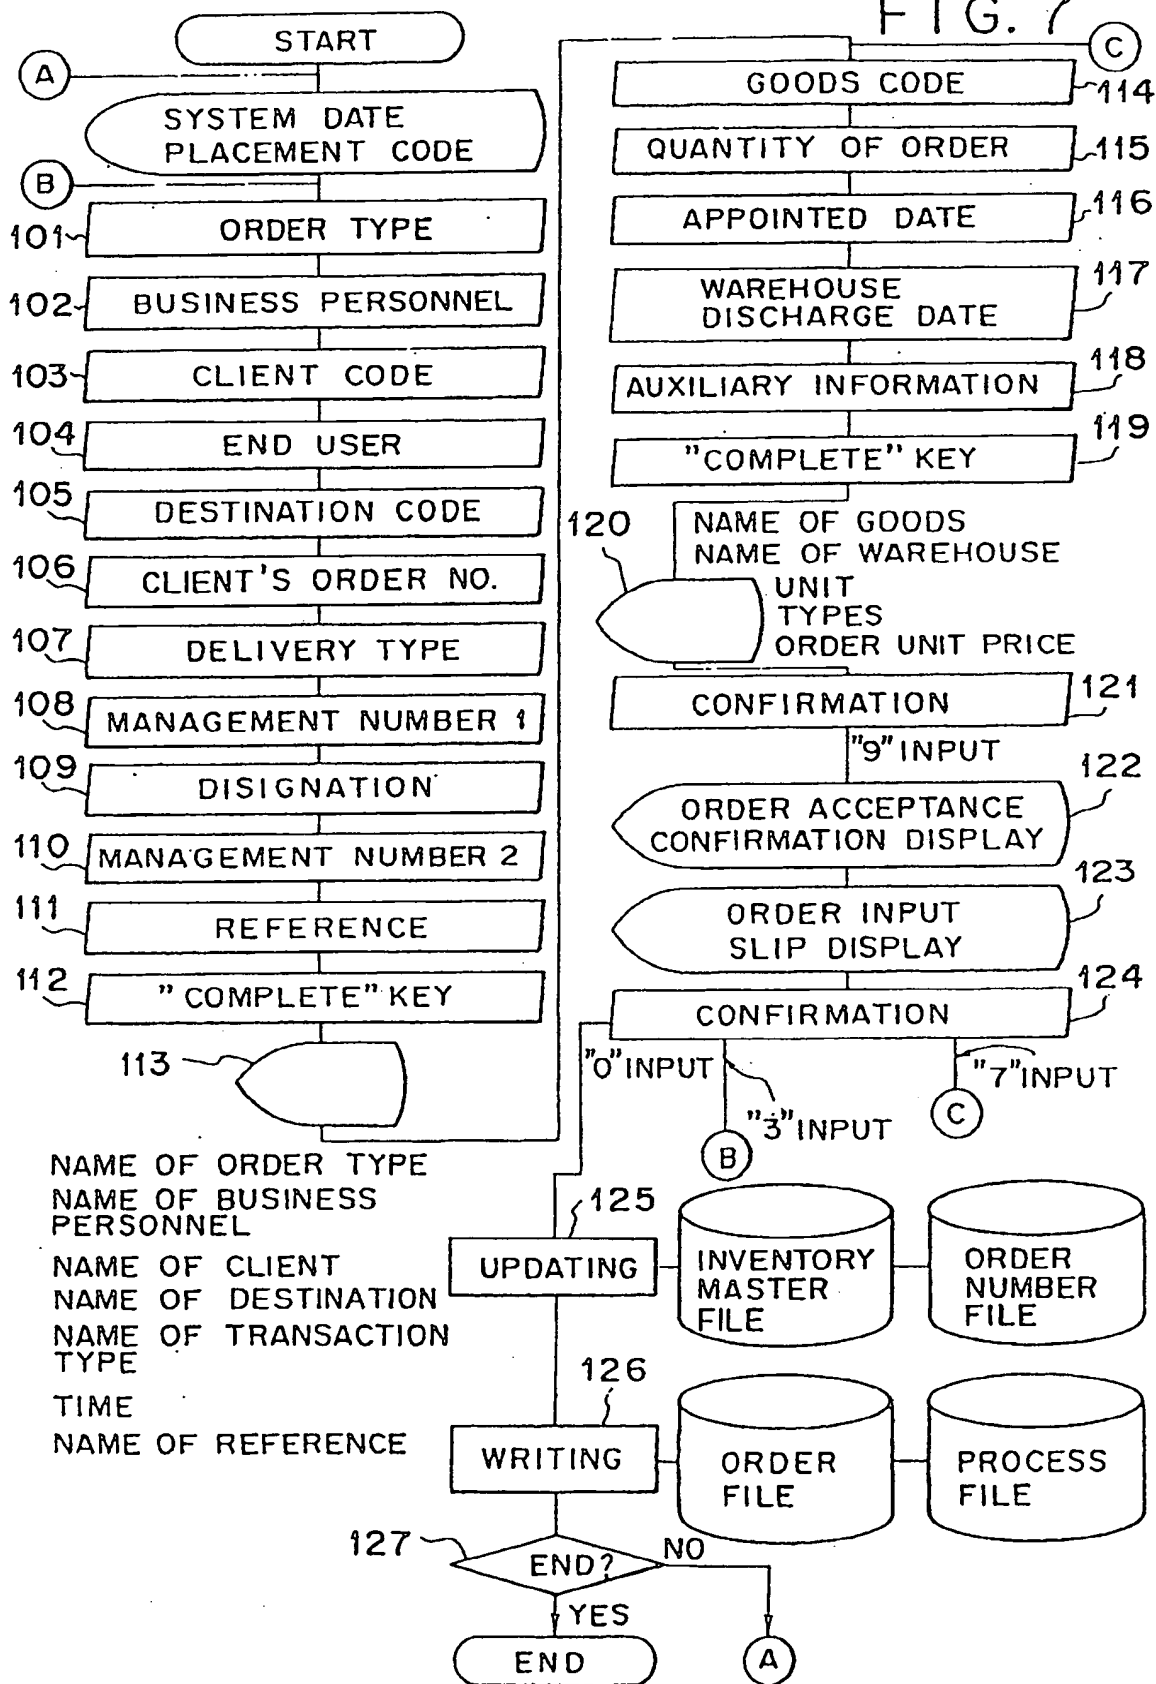 FIG. 7
START
A
SYSTEM DATE
PLACEMENT CODE
B
101
ORDER TYPE
102
BUSINESS PERSONNEL
103
CLIENT CODE
104
END USER
105
DESTINATION CODE
106
CLIENT'S ORDER NO.
107
DELIVERY TYPE
108
MANAGEMENT NUMBER 1
109
DISIGNATION
110
MANAGEMENT NUMBER 2
111
REFERENCE
112
"COMPLETE" KEY
113
NAME OF ORDER TYPE
NAME OF BUSINESS
PERSONNEL
NAME OF CLIENT
NAME OF DESTINATION
NAME OF TRANSACTION
TYPE
TIME
NAME OF REFERENCE
C
GOODS CODE
114
QUANTITY OF ORDER
115
APPOINTED DATE
116
WAREHOUSE
DISCHARGE DATE
117
AUXILIARY INFORMATION
118
"COMPLETE" KEY
119
120
NAME OF GOODS
NAME OF WAREHOUSE
UNIT
TYPES
ORDER UNIT PRICE
CONFIRMATION
121
"9" INPUT
ORDER ACCEPTANCE
CONFIRMATION DISPLAY
122
ORDER INPUT
SLIP DISPLAY
123
CONFIRMATION
124
"0" INPUT
"3" INPUT
"7" INPUT
B
C
125
UPDATING
INVENTORY
MASTER
FILE
ORDER
NUMBER
FILE
126
WRITING
ORDER
FILE
PROCESS
FILE
127
END?
NO
YES
END
A